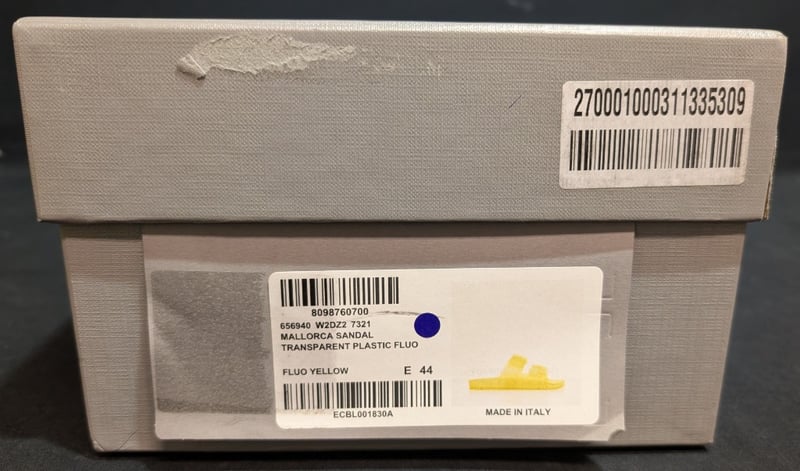 270001000311335309
8098760700
656940 W2DZ2 7321
MALLORCA SANDAL
TRANSPARENT PLASTIC FLUO
FLUO YELLOW E 44
ECBL001830A
MADE IN ITALY